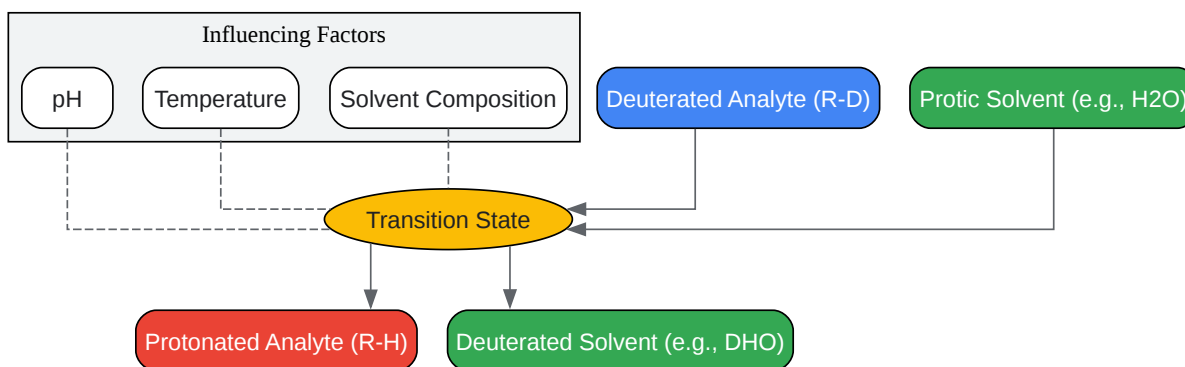 Influencing Factors
pH
Temperature
Solvent Composition
Deuterated Analyte (R-D)
Protic Solvent (e.g., H2O)
Transition State
Protonated Analyte (R-H)
Deuterated Solvent (e.g., DHO)